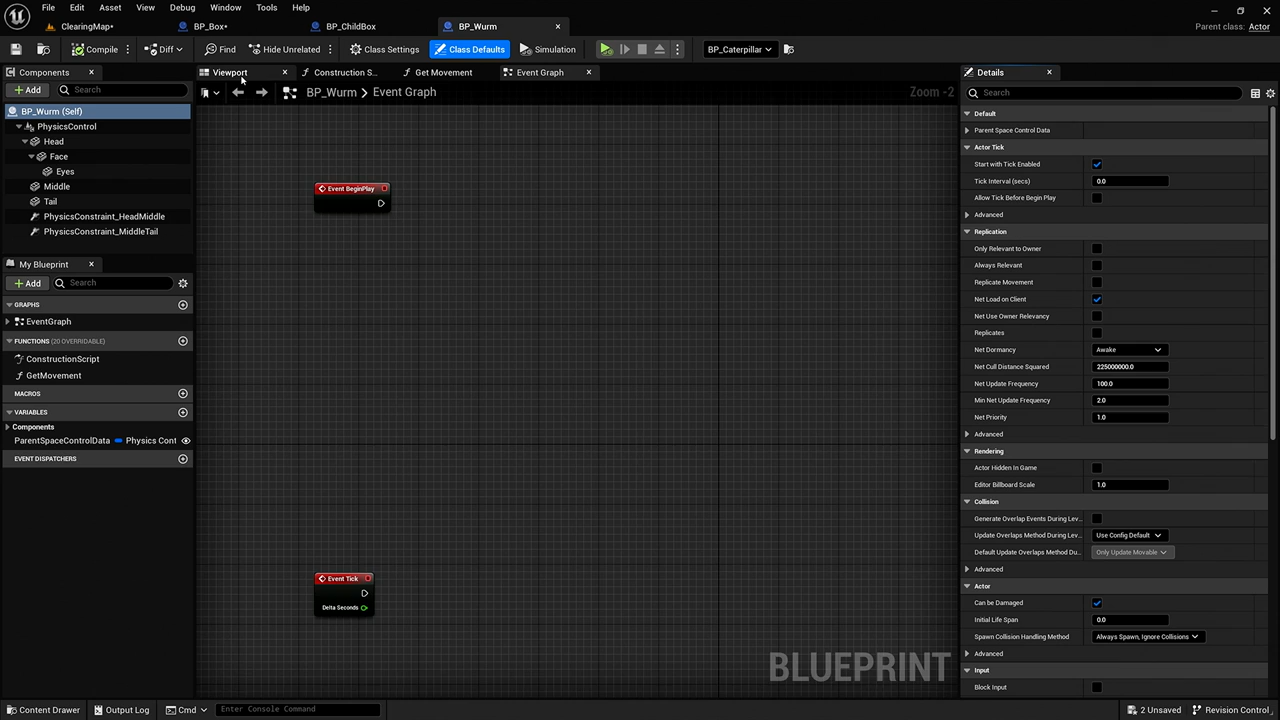 File Edit Asset View Debug Window Tools Help
ClearingMap* BP_Box* BP_ChildBox BP_Wurm Parent class: Actor
Compile Diff Find Hide Unrelated Class Settings Class Defaults Simulation BP_Caterpillar
Components
Add Search
BP_Wurm (Self)
PhysicsControl
Head
Face
Eyes
Middle
Tail
PhysicsConstraint_HeadMiddle
PhysicsConstraint_MiddleTail
My Blueprint
Add Search
GRAPHS
EventGraph
FUNCTIONS (20 OVERRIDABLE)
ConstructionScript
GetMovement
MACROS
VARIABLES
Components
ParentSpaceControlData Physics Cont
EVENT DISPATCHERS
Viewport Construction S... Get Movement Event Graph
BP_Wurm > Event Graph Zoom -2
Event BeginPlay
Event Tick
Delta Seconds
BLUEPRINT
Details
Search
Default
Parent Space Control Data
Actor Tick
Start with Tick Enabled
Tick Interval (secs) 0.0
Allow Tick Before Begin Play
Advanced
Replication
Only Relevant to Owner
Always Relevant
Replicate Movement
Net Load on Client
Net Use Owner Relevancy
Replicates
Net Dormancy Awake
Net Cull Distance Squared 225000000.0
Net Update Frequency 100.0
Min Net Update Frequency 2.0
Net Priority 1.0
Advanced
Rendering
Actor Hidden In Game
Editor Billboard Scale 1.0
Collision
Generate Overlap Events During Lev...
Update Overlaps Method During Lev... Use Config Default
Default Update Overlaps Method Du... Only Update Movable
Advanced
Actor
Can be Damaged
Initial Life Span 0.0
Spawn Collision Handling Method Always Spawn, Ignore Collisions
Advanced
Input
Block Input
Content Drawer Output Log Cmd Enter Console Command 2 Unsaved Revision Control